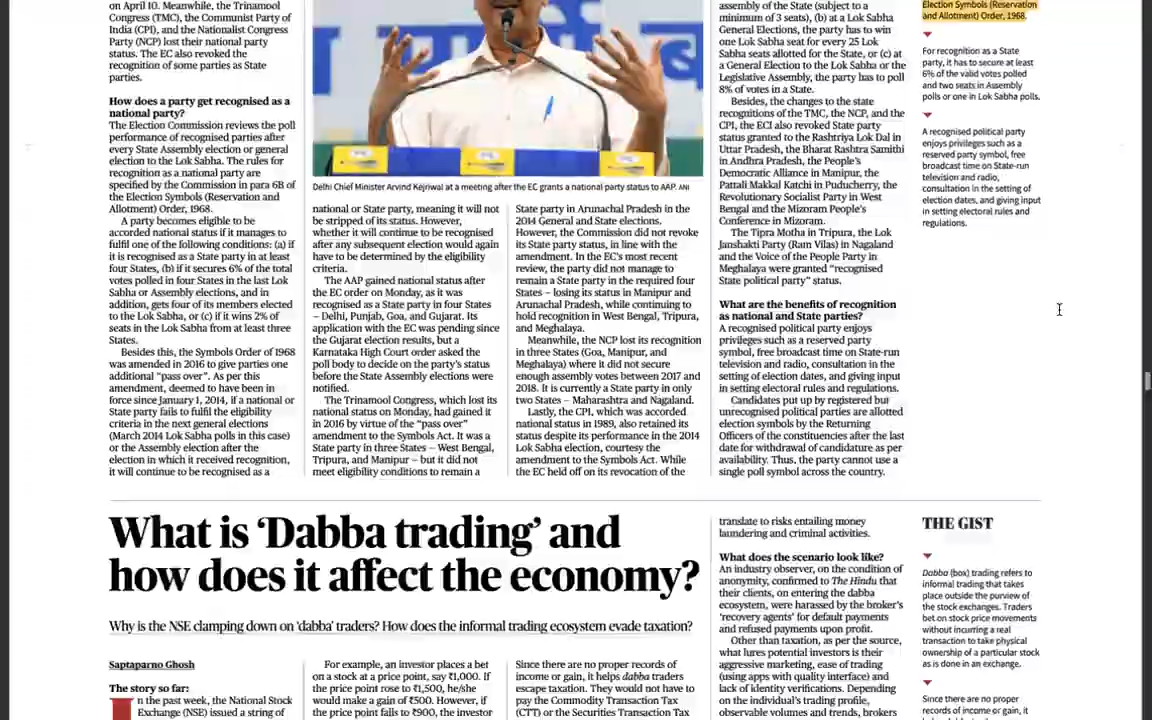 on April 10. Meanwhile, the Trinamool
Congress (TMC), the Communist Party of
India (CPI), and the Nationalist Congress
Party (NCP) lost their national party
status. The EC also revoked the
recognition of some parties as State
parties.
How does a party get recognised as a
national party?
The Election Commission reviews the poll
performance of recognised parties after
every State Assembly election or general
election to the Lok Sabha. The rules for
recognition as a national party are
specified by the Commission in para 6B of
the Election Symbols (Reservation and
Allotment) Order, 1968.
A party becomes eligible to be
accorded national status if it manages to
fulfil one of the following conditions: (a) if
it is recognised as a State party in at least
four States, (b) if it secures 6% of the total
votes polled in four States in the last Lok
Sabha or Assembly elections, and in
addition, gets four of its members elected
to the Lok Sabha, or (c) if it wins 2% of
seats in the Lok Sabha from at least three
States.
Besides this, the Symbols Order of 1968
was amended in 2016 to give parties one
additional “pass over”. As per this
amendment, deemed to have been in
force since January 1, 2014, if a national or
State party fails to fulfil the eligibility
criteria in the next general elections
(March 2014 Lok Sabha polls in this case)
or the Assembly election after the
election in which it received recognition,
it will continue to be recognised as a
Delhi Chief Minister Arvind Kejriwal at a meeting after the EC grants a national party status to AAP. ANI
national or State party, meaning it will not
be stripped of its status. However,
whether it will continue to be recognised
after any subsequent election would again
have to be determined by the eligibility
criteria.
The AAP gained national status after
the EC order on Monday, as it was
recognised as a State party in four States
– Delhi, Punjab, Goa, and Gujarat. Its
application with the EC was pending since
the Gujarat election results, but a
Karnataka High Court order asked the
poll body to decide on the party’s status
before the State Assembly elections were
notified.
The Trinamool Congress, which lost its
national status on Monday, had gained it
in 2016 by virtue of the “pass over”
amendment to the Symbols Act. It was a
State party in three States – West Bengal,
Tripura, and Manipur – but it did not
meet eligibility conditions to remain a
State party in Arunachal Pradesh in the
2014 General and State elections.
However, the Commission did not revoke
its State party status, in line with the
amendment. In the EC’s most recent
review, the party did not manage to
remain a State party in the required four
States – losing its status in Manipur and
Arunachal Pradesh, while continuing to
hold recognition in West Bengal, Tripura,
and Meghalaya.
Meanwhile, the NCP lost its recognition
in three States (Goa, Manipur, and
Meghalaya) where it did not secure
enough assembly votes between 2017 and
2018. It is currently a State party in only
two States – Maharashtra and Nagaland.
Lastly, the CPI, which was accorded
national status in 1989, also retained its
status despite its performance in the 2014
Lok Sabha election, courtesy the
amendment to the Symbols Act. While
the EC held off on its revocation of the
assembly of the State (subject to a
minimum of 3 seats), (b) at a Lok Sabha
General Elections, the party has to win
one Lok Sabha seat for every 25 Lok
Sabha seats allotted for the State, or (c) at
a General Election to the Lok Sabha or the
Legislative Assembly, the party has to poll
8% of votes in a State.
Besides, the changes to the state
recognitions of the TMC, the NCP, and the
CPI, the ECI also revoked State party
status granted to the Rashtriya Lok Dal in
Uttar Pradesh, the Bharat Rashtra Samithi
in Andhra Pradesh, the People’s
Democratic Alliance in Manipur, the
Pattali Makkal Katchi in Puducherry, the
Revolutionary Socialist Party in West
Bengal and the Mizoram People’s
Conference in Mizoram.
The Tipra Motha in Tripura, the Lok
Janshakti Party (Ram Vilas) in Nagaland
and the Voice of the People Party in
Meghalaya were granted “recognised
State political party” status.
What are the benefits of recognition
as national and State parties?
A recognised political party enjoys
privileges such as a reserved party
symbol, free broadcast time on State-run
television and radio, consultation in the
setting of election dates, and giving input
in setting electoral rules and regulations.
Candidates put up by registered but
unrecognised political parties are allotted
election symbols by the Returning
Officers of the constituencies after the last
date for withdrawal of candidature as per
availability. Thus, the party cannot use a
single poll symbol across the country.
Election Symbols (Reservation
and Allotment) Order, 1968.
For recognition as a State
party, it has to secure at least
6% of the valid votes polled
and two seats in Assembly
polls or one in Lok Sabha polls.
A recognised political party
enjoys privileges such as a
reserved party symbol, free
broadcast time on State-run
television and radio,
consultation in the setting of
election dates, and giving input
in setting electoral rules and
regulations.
What is ‘Dabba trading’ and
how does it affect the economy?
Why is the NSE clamping down on ‘dabba’ traders? How does the informal trading ecosystem evade taxation?
Saptaparno Ghosh
The story so far:
In the past week, the National Stock
Exchange (NSE) issued a string of
For example, an investor places a bet
on a stock at a price point, say ₹1,000. If
the price point rose to ₹1,500, he/she
would make a gain of ₹500. However, if
the price point falls to ₹900, the investor
Since there are no proper records of
income or gain, it helps dabba traders
escape taxation. They would not have to
pay the Commodity Transaction Tax
(CTT) or the Securities Transaction Tax
translate to risks entailing money
laundering and criminal activities.
What does the scenario look like?
An industry observer, on the condition of
anonymity, confirmed to The Hindu that
their clients, on entering the dabba
ecosystem, were harassed by the broker’s
‘recovery agents’ for default payments
and refused payments upon profit.
Other than taxation, as per the source,
what lures potential investors is their
aggressive marketing, ease of trading
(using apps with quality interface) and
lack of identity verifications. Depending
on the individual’s trading profile,
observable volumes and trends, brokers
THE GIST
Dabba (box) trading refers to
informal trading that takes
place outside the purview of
the stock exchanges. Traders
bet on stock price movements
without incurring a real
transaction to take physical
ownership of a particular stock
as is done in an exchange.
Since there are no proper
records of income or gain, it